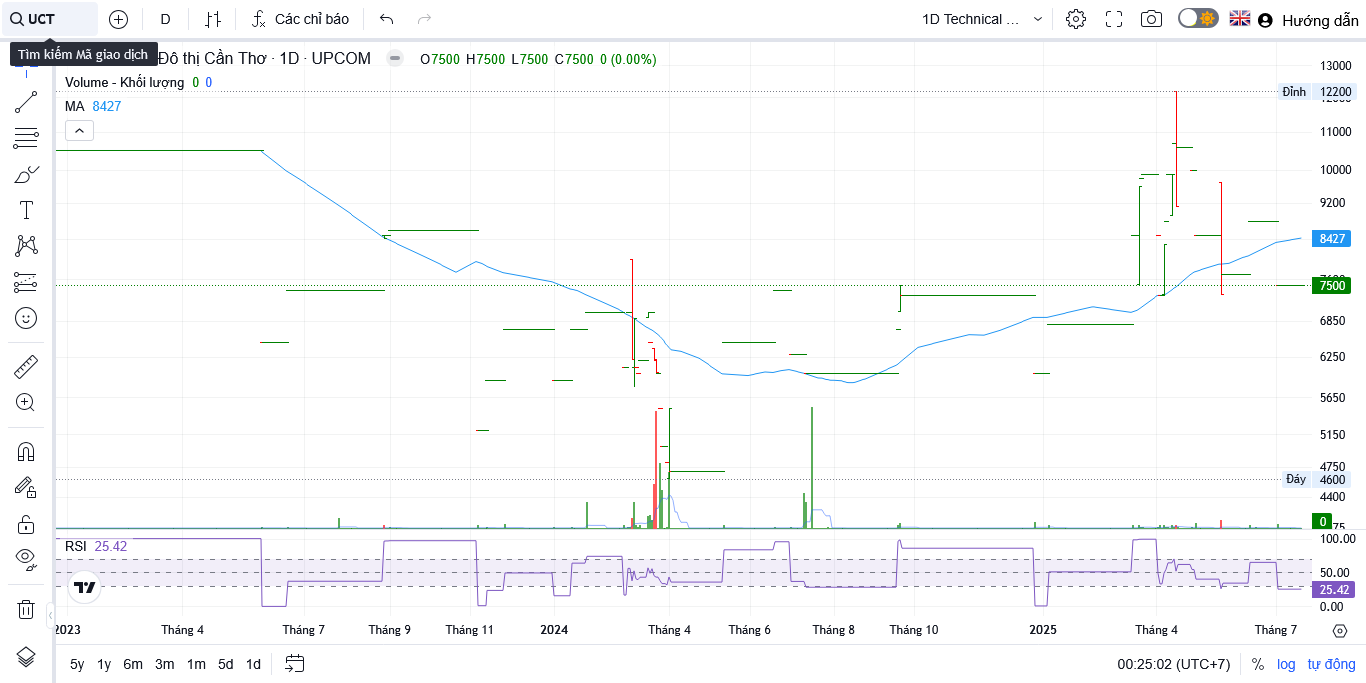 UCT
D
Các chỉ báo
1D Technical ...
Hướng dẫn
Tìm kiếm Mã giao dịch
Đô thị Cần Thơ · 1D · UPCOM
O7500 H7500 L7500 C7500 0 (0.00%)
Volume - Khối lượng 0 0
MA 8427
13000
Đỉnh 12200
11000
10000
9200
8427
7500
6850
6250
5650
5150
4750
Đáy 4600
4400
0
75
RSI 25.42
100.00
50.00
25.42
0.00
2023 Tháng 4 Tháng 7 Tháng 9 Tháng 11 2024 Tháng 4 Tháng 6 Tháng 8 Tháng 10 2025 Tháng 4 Tháng 7
5y 1y 6m 3m 1m 5d 1d
00:25:02 (UTC+7) % log tự động